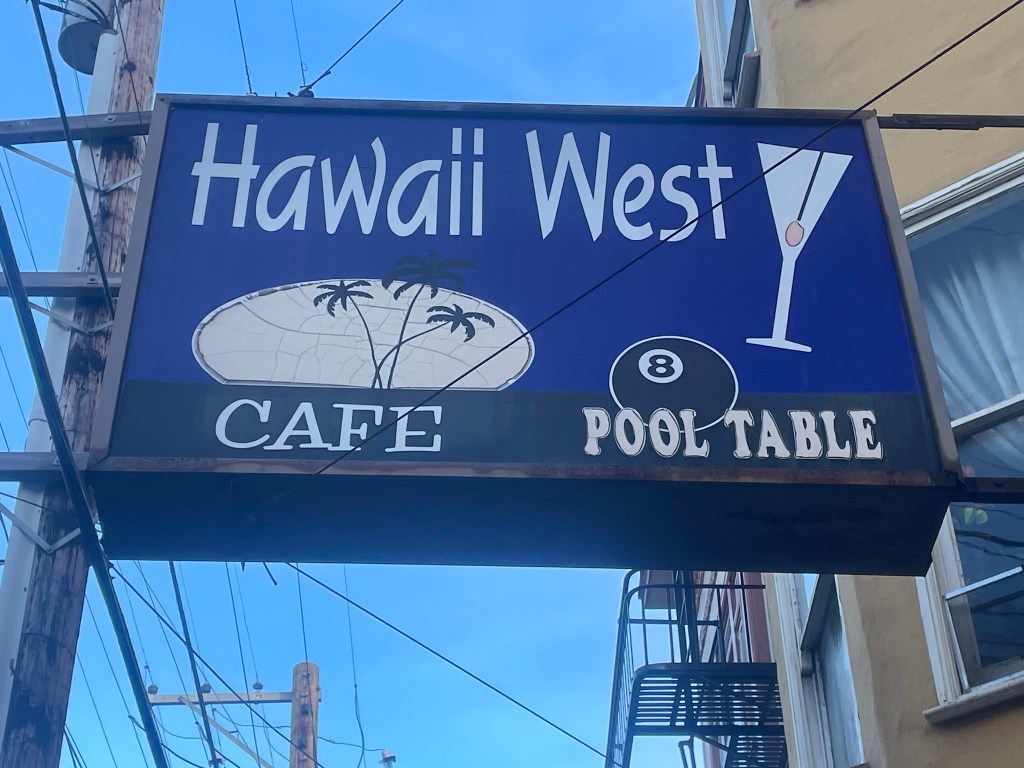 Hawaii West
8
CAFE
POOL TABLE